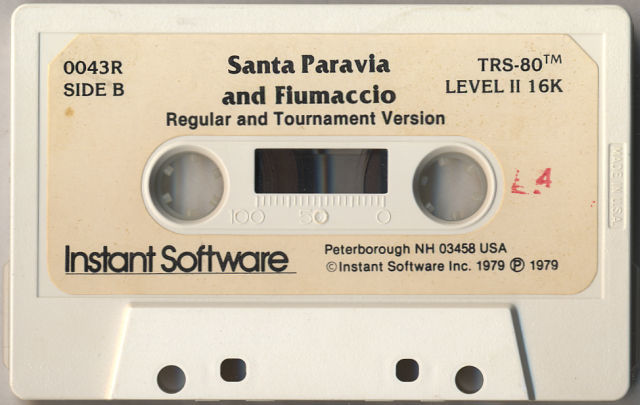 0043R
SIDE B
Santa Paravia
and Fiumaccio
TRS-80™
LEVEL II 16K
Regular and Tournament Version
L4
100 50 0
MADE IN U.S.A.
Instant Software
Peterborough NH 03458 USA
©Instant Software Inc. 1979 ℗ 1979